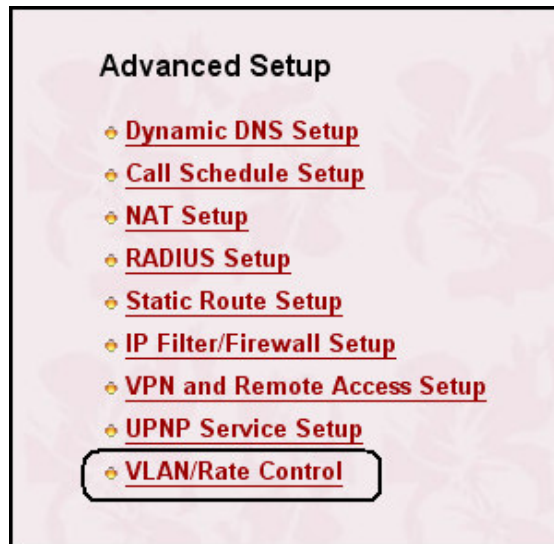 Advanced Setup
Dynamic DNS Setup
Call Schedule Setup
NAT Setup
RADIUS Setup
Static Route Setup
IP Filter/Firewall Setup
VPN and Remote Access Setup
UPNP Service Setup
VLAN/Rate Control